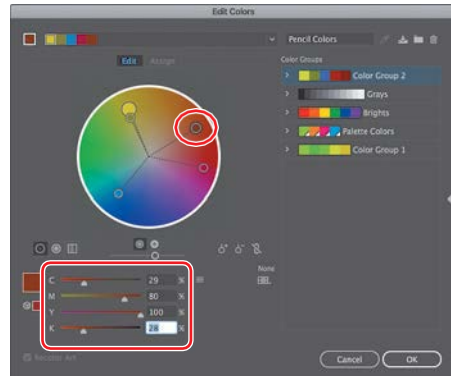 Edit Colors
Pencil Colors
Edit Assign
Color Groups
Color Group 2
Grays
Brights
Palette Colors
Color Group 1
None
C 29 %
M 80 %
Y 100 %
K 28 %
Recolor Art
Cancel OK